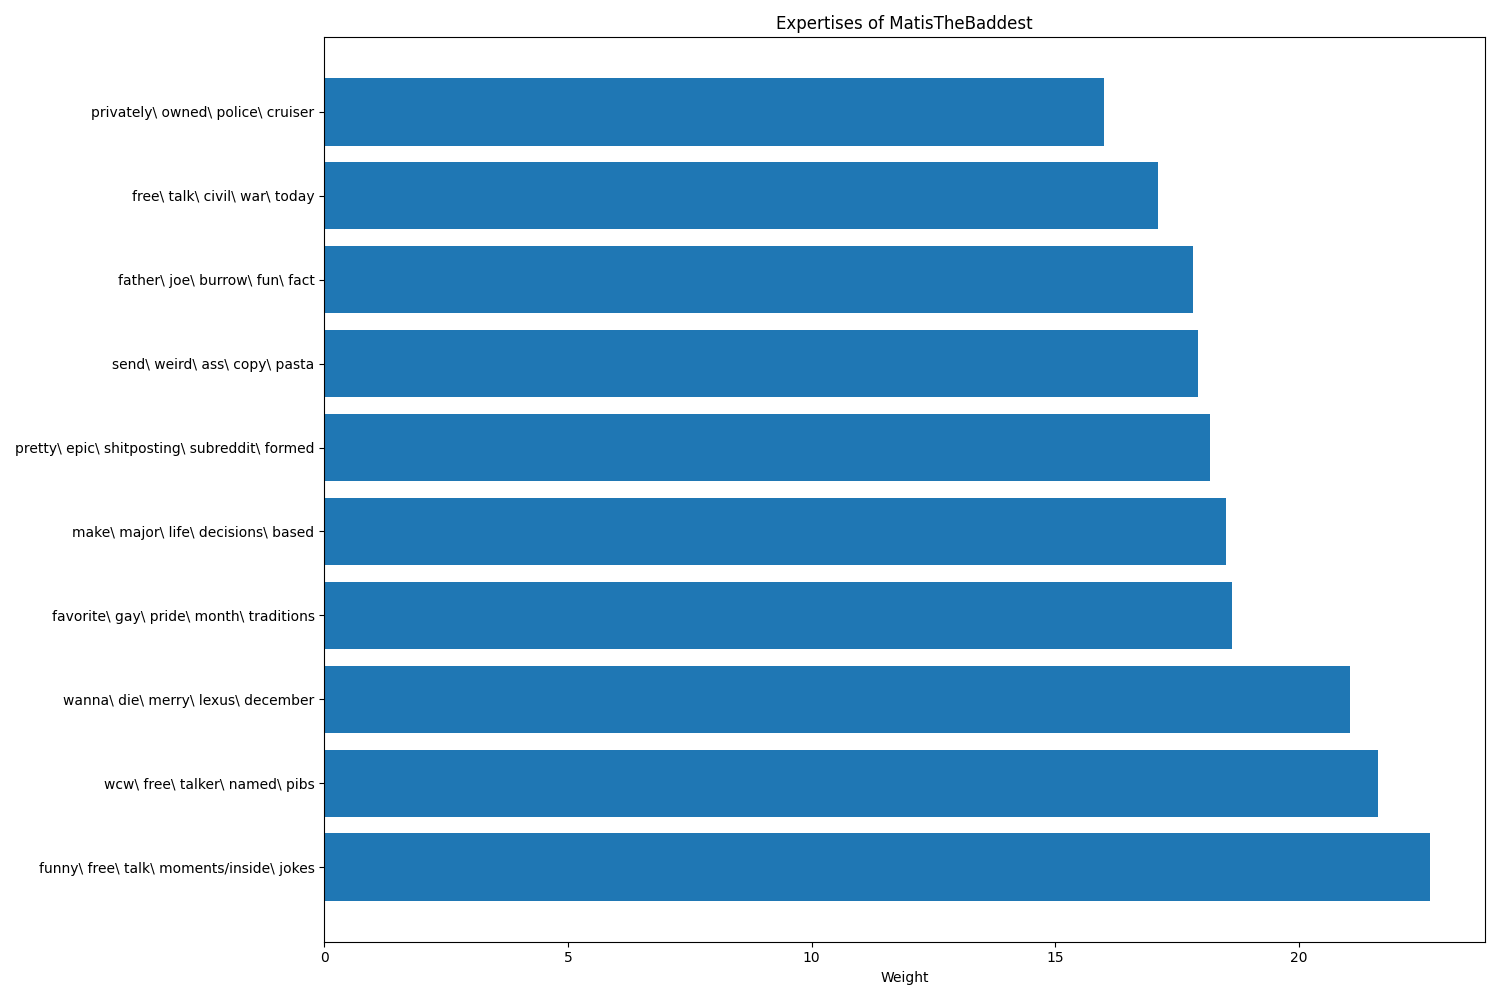 Expertises of MatisTheBaddest
privately\ owned\ police\ cruiser
free\ talk\ civil\ war\ today
father\ joe\ burrow\ fun\ fact
send\ weird\ ass\ copy\ pasta
pretty\ epic\ shitposting\ subreddit\ formed
make\ major\ life\ decisions\ based
favorite\ gay\ pride\ month\ traditions
wanna\ die\ merry\ lexus\ december
wcw\ free\ talker\ named\ pibs
funny\ free\ talk\ moments/inside\ jokes
0 5 10 15 20
Weight